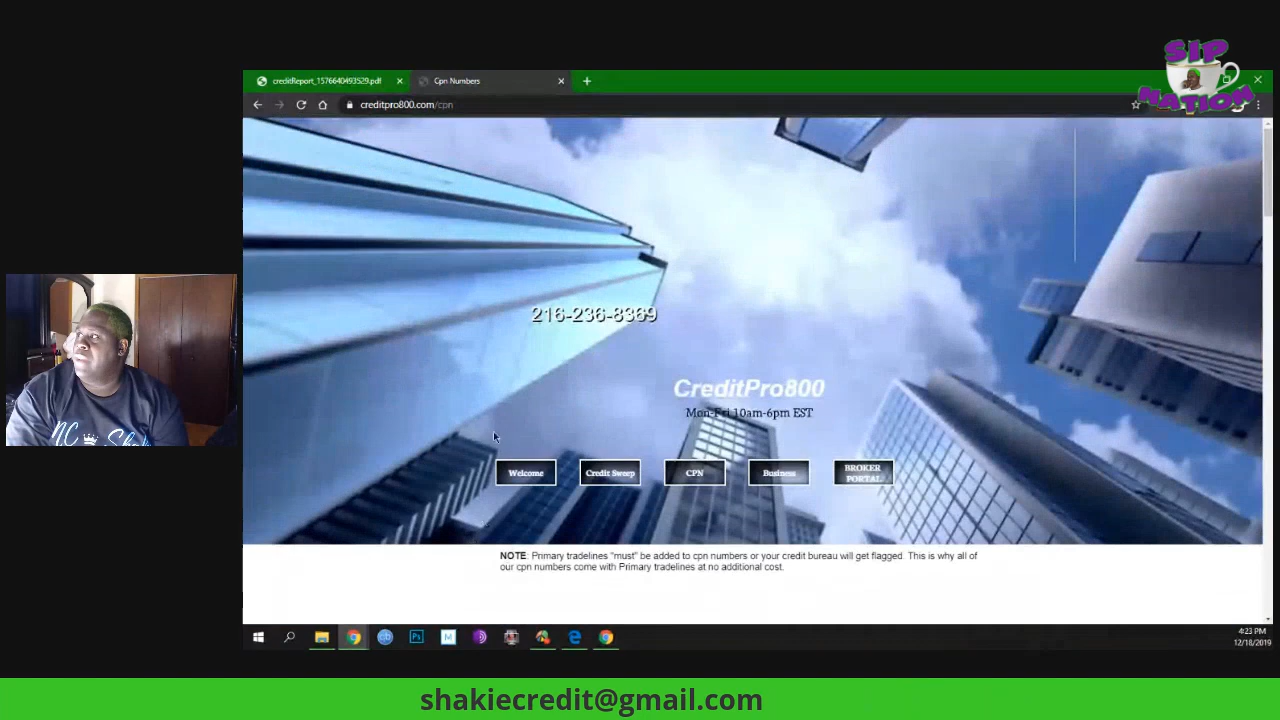 SIP
NATION
creditReport_1576640493529.pdf
Cpn Numbers
creditpro800.com/cpn
216-236-8369
CreditPro800
Mon-Fri 10am-6pm EST
Welcome
Credit Sweep
CPN
Business
BROKER
PORTAL
NOTE: Primary tradelines "must" be added to cpn numbers or your credit bureau will get flagged. This is why all of
our cpn numbers come with Primary tradelines at no additional cost.
4:23 PM
12/18/2019
shakiecredit@gmail.com